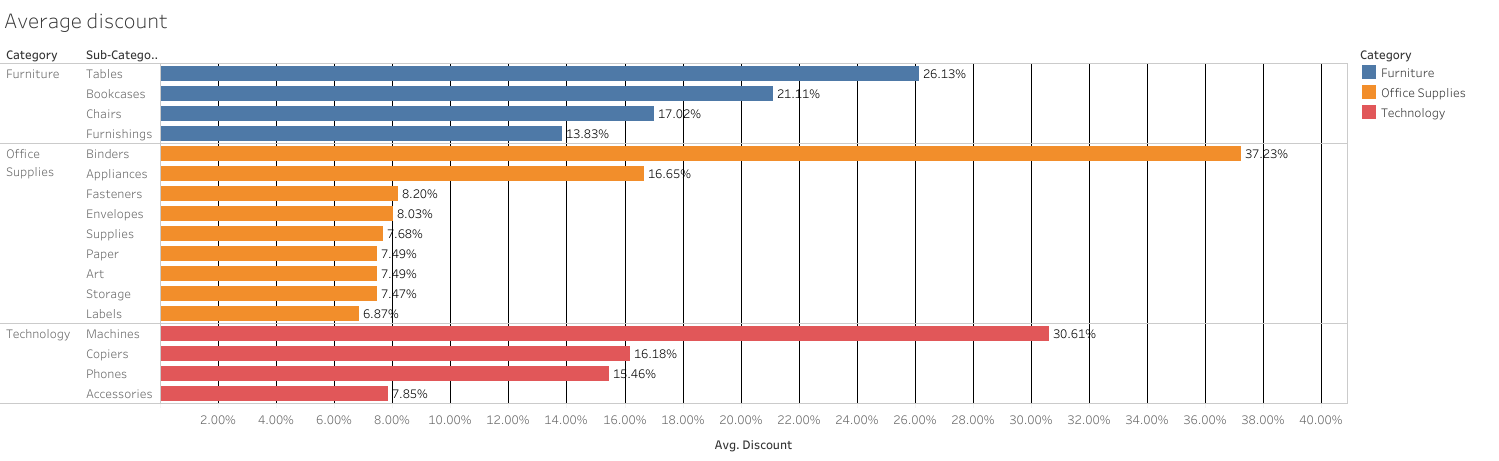 Average discount
Category Sub-Catego..
Furniture Tables 26.13%
Bookcases 21.11%
Chairs 17.02%
Furnishings 13.83%
Office Supplies Binders 37.23%
Appliances 16.65%
Fasteners 8.20%
Envelopes 8.03%
Supplies 7.68%
Paper 7.49%
Art 7.49%
Storage 7.47%
Labels 6.87%
Technology Machines 30.61%
Copiers 16.18%
Phones 15.46%
Accessories 7.85%
2.00% 4.00% 6.00% 8.00% 10.00% 12.00% 14.00% 16.00% 18.00% 20.00% 22.00% 24.00% 26.00% 28.00% 30.00% 32.00% 34.00% 36.00% 38.00% 40.00%
Avg. Discount
Category
Furniture
Office Supplies
Technology